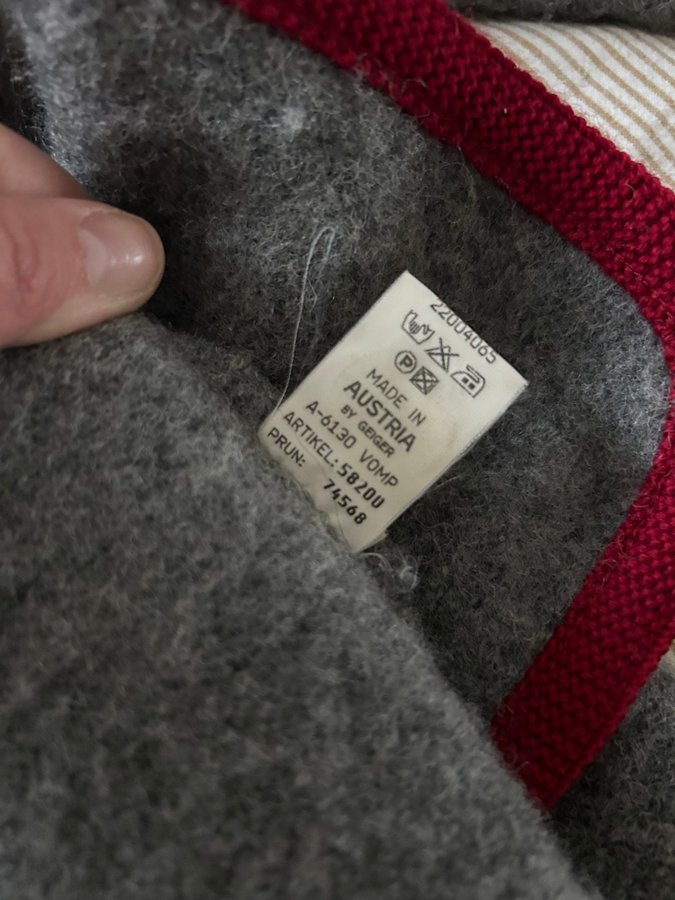 22004065
P
MADE IN
AUSTRIA
BY GEIGER
A-6130 VOMP
ARTIKEL: 5820U
PRUN: 74568